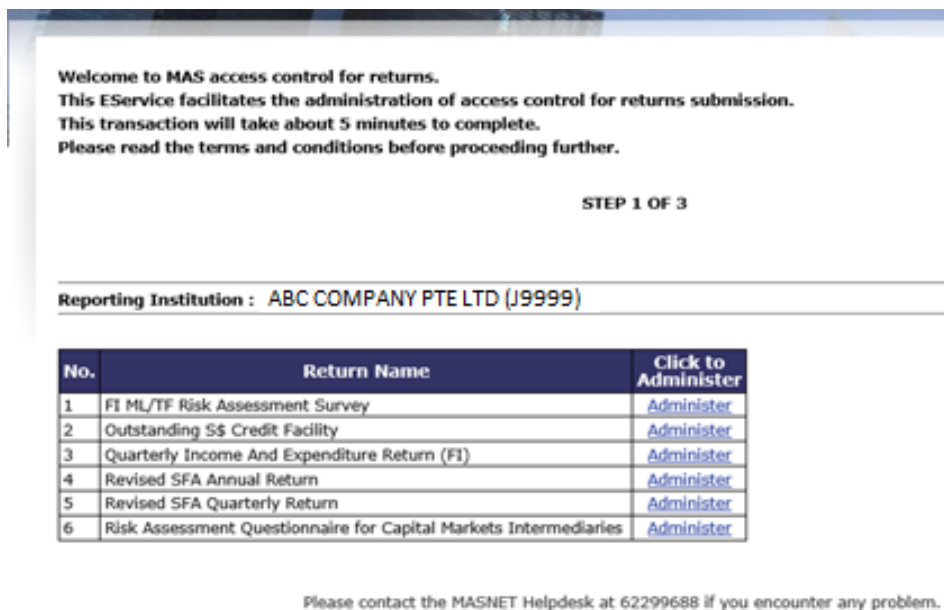 Welcome to MAS access control for returns.
This EService facilitates the administration of access control for returns submission.
This transaction will take about 5 minutes to complete.
Please read the terms and conditions before proceeding further.
STEP 1 OF 3
Reporting Institution : ABC COMPANY PTE LTD (J9999)
No. Return Name Click to Administer
1 FI ML/TF Risk Assessment Survey Administer
2 Outstanding S$ Credit Facility Administer
3 Quarterly Income And Expenditure Return (FI) Administer
4 Revised SFA Annual Return Administer
5 Revised SFA Quarterly Return Administer
6 Risk Assessment Questionnaire for Capital Markets Intermediaries Administer
Please contact the MASNET Helpdesk at 62299688 if you encounter any problem.